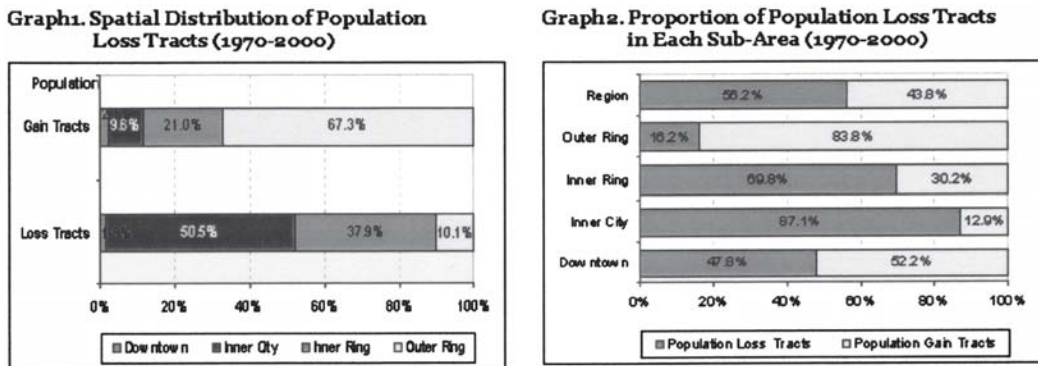 Graph1. Spatial Distribution of Population
Loss Tracts (1970-2000)
Population
Gain Tracts
9.6% 21.0% 67.3%
Loss Tracts
50.5% 37.9% 10.1%
0% 20% 40% 60% 80% 100%
Downtown Inner City Inner Ring Outer Ring
Graph2. Proportion of Population Loss Tracts
in Each Sub-Area (1970-2000)
Region 56.2% 43.8%
Outer Ring 16.2% 83.8%
Inner Ring 69.8% 30.2%
Inner City 87.1% 12.9%
Downtown 47.8% 52.2%
0% 20% 40% 60% 80% 100%
Population Loss Tracts Population Gain Tracts